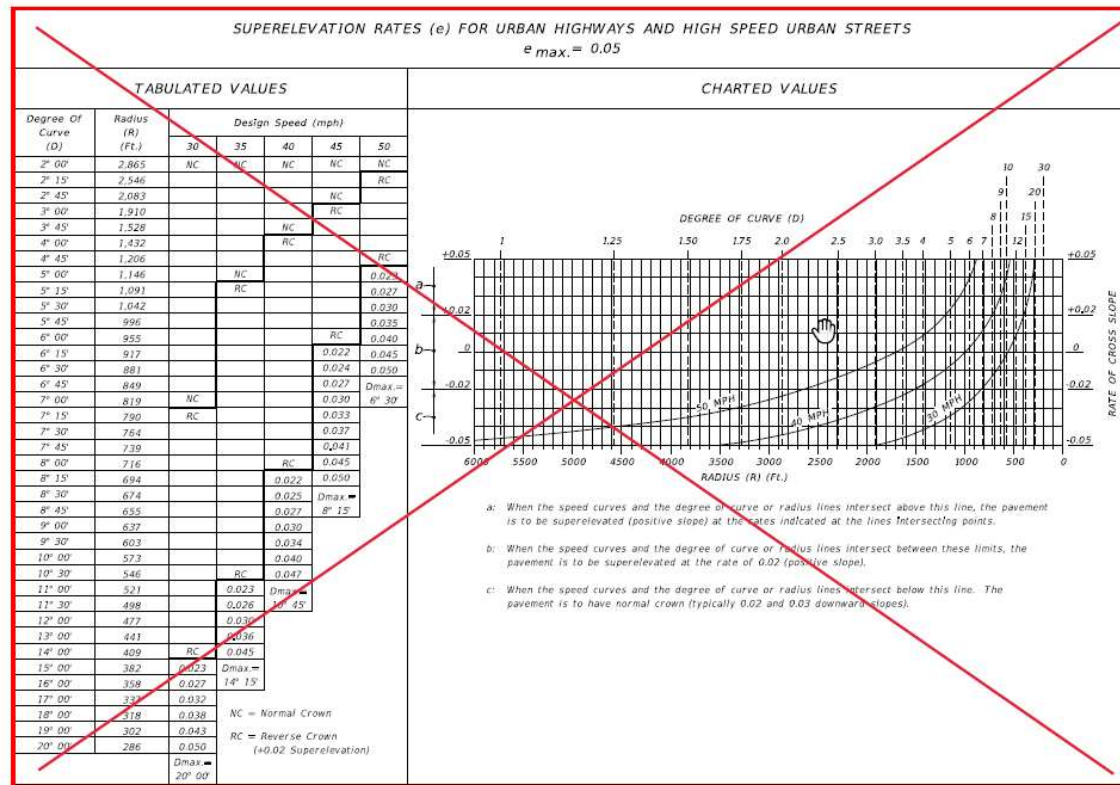 SUPERELEVATION RATES (e) FOR URBAN HIGHWAYS AND HIGH SPEED URBAN STREETS
e max.= 0.05
TABULATED VALUES
Degree Of Curve (D) Radius (R) (Ft.) Design Speed (mph)
30 35 40 45 50
2° 00' 2,865 NC NC NC NC NC
2° 15' 2,546 RC
2° 45' 2,083 NC
3° 00' 1,910 RC
3° 45' 1,528 NC
4° 00' 1,432 RC
4° 45' 1,206 RC
5° 00' 1,146 NC
5° 15' 1,091 RC 0.027
5° 30' 1,042 0.030
5° 45' 996 0.035
6° 00' 955 RC 0.040
6° 15' 917 0.022 0.045
6° 30' 881 0.024 0.050
6° 45' 849 0.027 Dmax.=
7° 00' 819 NC 0.030 6° 30'
7° 15' 790 RC 0.033
7° 30' 764 0.037
7° 45' 739 0.041
8° 00' 716 RC 0.045
8° 15' 694 0.022 0.050
8° 30' 674 0.025 Dmax.=
8° 45' 655 0.027 8° 15'
9° 00' 637 0.030
9° 30' 603 0.034
10° 00' 573 0.040
10° 30' 546 RC 0.047
11° 00' 521 0.023 Dmax.=
11° 30' 498 0.026 10° 45'
12° 00' 477 0.030
13° 00' 441 0.036
14° 00' 409 RC 0.045
15° 00' 382 0.023 Dmax.=
16° 00' 358 0.027 14° 15'
17° 00' 337 0.032
18° 00' 318 0.038
19° 00' 302 0.043
20° 00' 286 0.050
Dmax.=
20° 00'
NC = Normal Crown
RC = Reverse Crown
(+0.02 Superelevation)
CHARTED VALUES
10 30
9 20
8 15
DEGREE OF CURVE (D)
1 1.25 1.50 1.75 2.0 2.5 3.0 3.5 4 5 6 7 12
+0.05 +0.05
a
+0.02 +0.02
b 0 0
-0.02 -0.02
c
-0.05 -0.05
50 MPH
40 MPH
30 MPH
RATE OF CROSS SLOPE
6000 5500 5000 4500 4000 3500 3000 2500 2000 1500 1000 500 0
RADIUS (R) (Ft.)
a: When the speed curves and the degree of curve or radius lines intersect above this line, the pavement
is to be superelevated (positive slope) at the rates indicated at the lines intersecting points.
b: When the speed curves and the degree of curve or radius lines intersect between these limits, the
pavement is to be superelevated at the rate of 0.02 (positive slope).
c: When the speed curves and the degree of curve or radius lines intersect below this line. The
pavement is to have normal crown (typically 0.02 and 0.03 downward slopes).